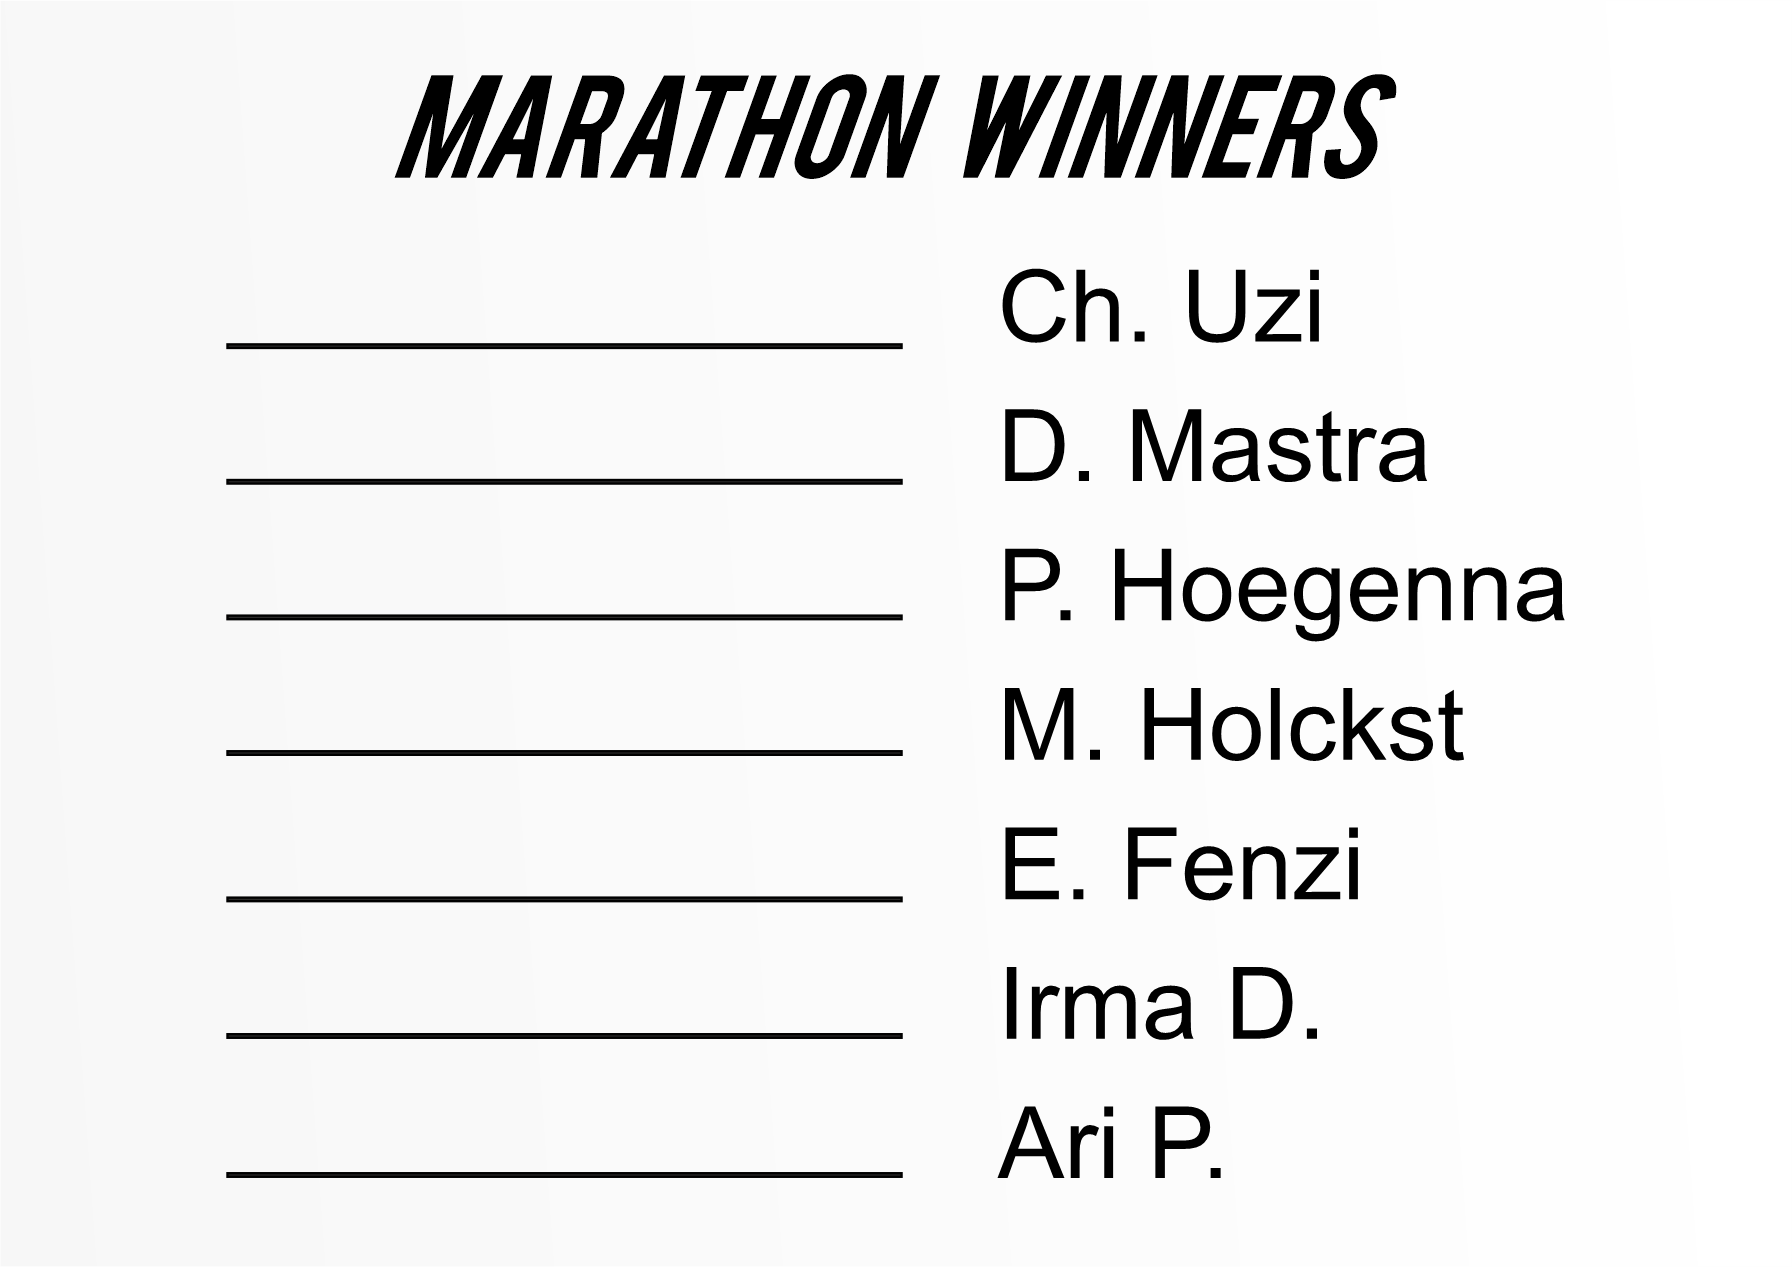 MARATHON WINNERS
Ch. Uzi
D. Mastra
P. Hoegenna
M. Holckst
E. Fenzi
Irma D.
Ari P.